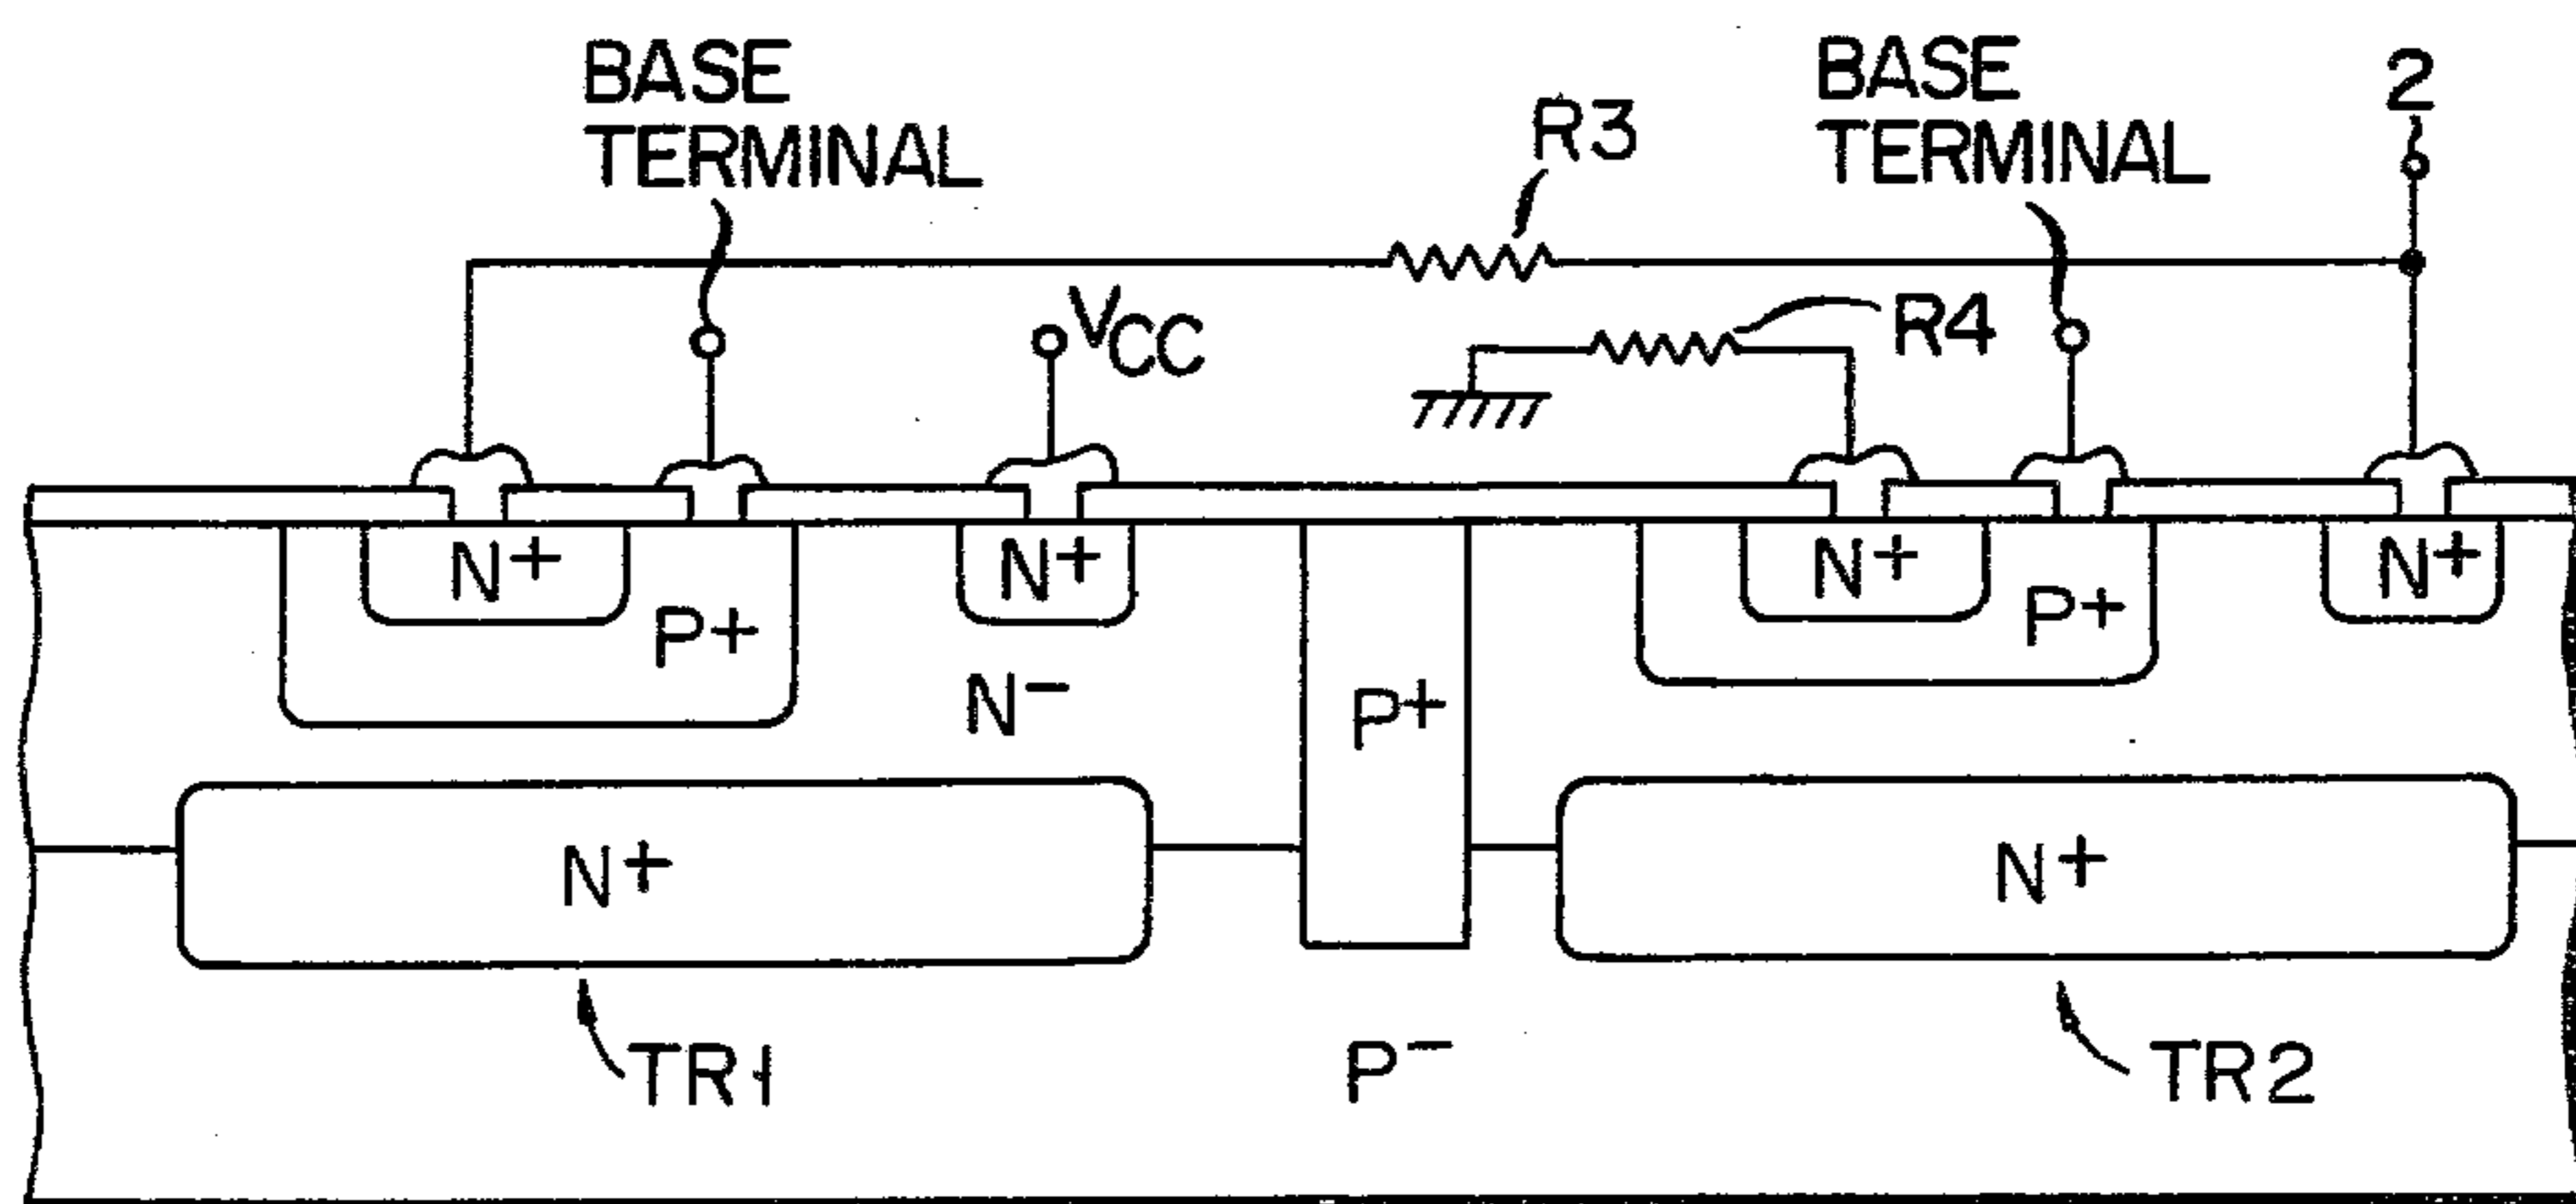 BASE
TERMINAL
R3
BASE
TERMINAL
2
VCC
R4
N+
P+
N+
N-
P+
N+
P+
N+
N+
N+
TR1
P-
TR2